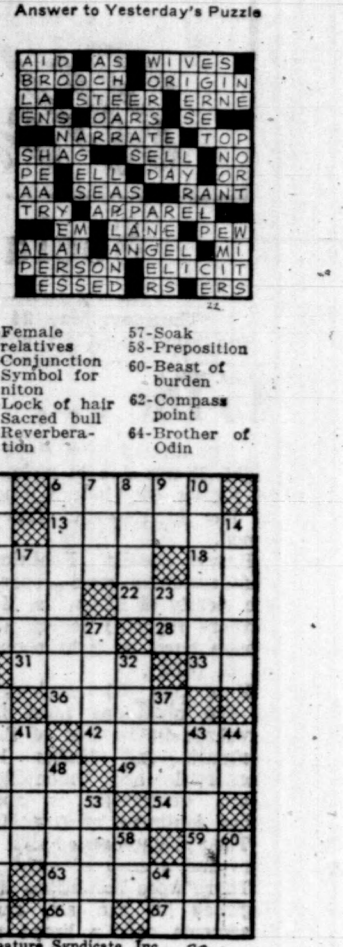 Answer to Yesterday's Puzzle
AID AS WIVES
BROOCH ORIGIN
LA STEER ERNE
ENS OARS SE
NARRATE TOP
SHAG SELL NO
PE ELL DAY OR
AA SEAS RANT
TRY APPAREL
EM LANE PEW
ALAI ANGEL MI
PERSON ELICIT
ESSED RS ERS
Female
relatives
Conjunction
Symbol for
niton
Lock of hair
Sacred bull
Reverbera-
tion
57-Soak
58-Preposition
60-Beast of
burden
62-Compass
point
64-Brother of
Odin
6 7 8 9 10
13 14
17 18
22 23
27 28
31 32 33
36 37
41 42 43 44
48 49
53 54
58 59 60
63 64
66 67
eature Syndicate, Inc.